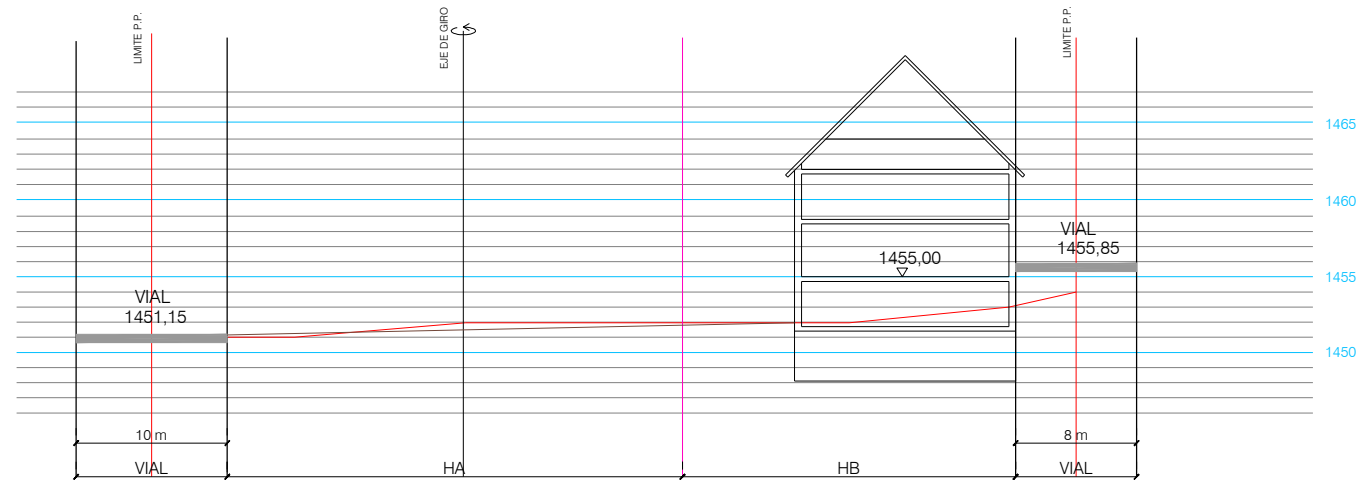 LIMITE P.P.
EJE DE GIRO
LIMITE P.P.
1465
1460
VIAL
1455,85
1455,00
1455
VIAL
1451,15
1450
10 m
8 m
VIAL
HA
HB
VIAL